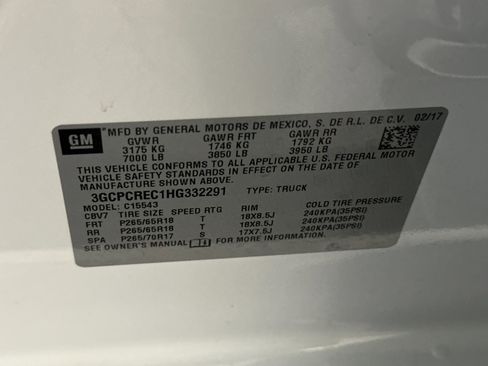 GM
*MFD BY GENERAL MOTORS DE MEXICO, S. DE R.L. DE C.V. 02/17
GVWR GAWR FRT GAWR RR
3175 KG 1746 KG 1792 KG
7000 LB 3850 LB 3950 LB
THIS VEHICLE CONFORMS TO ALL APPLICABLE U.S. FEDERAL MOTOR
VEHICLE SAFETY STANDARDS IN EFFECT ON THE DATE OF
MANUFACTURE SHOWN ABOVE.
3GCPCREC1HG332291 TYPE: TRUCK
MODEL: C15543
CBV7 TIRE SIZE SPEED RTG RIM COLD TIRE PRESSURE
FRT P265/65R18 T 18X8.5J 240KPA(35PSI)
RR P265/65R18 T 18X8.5J 240KPA(35PSI)
SPA P265/70R17 S 17X7.5J 240KPA(35PSI)
SEE OWNER'S MANUAL FOR MORE INFORMATION.